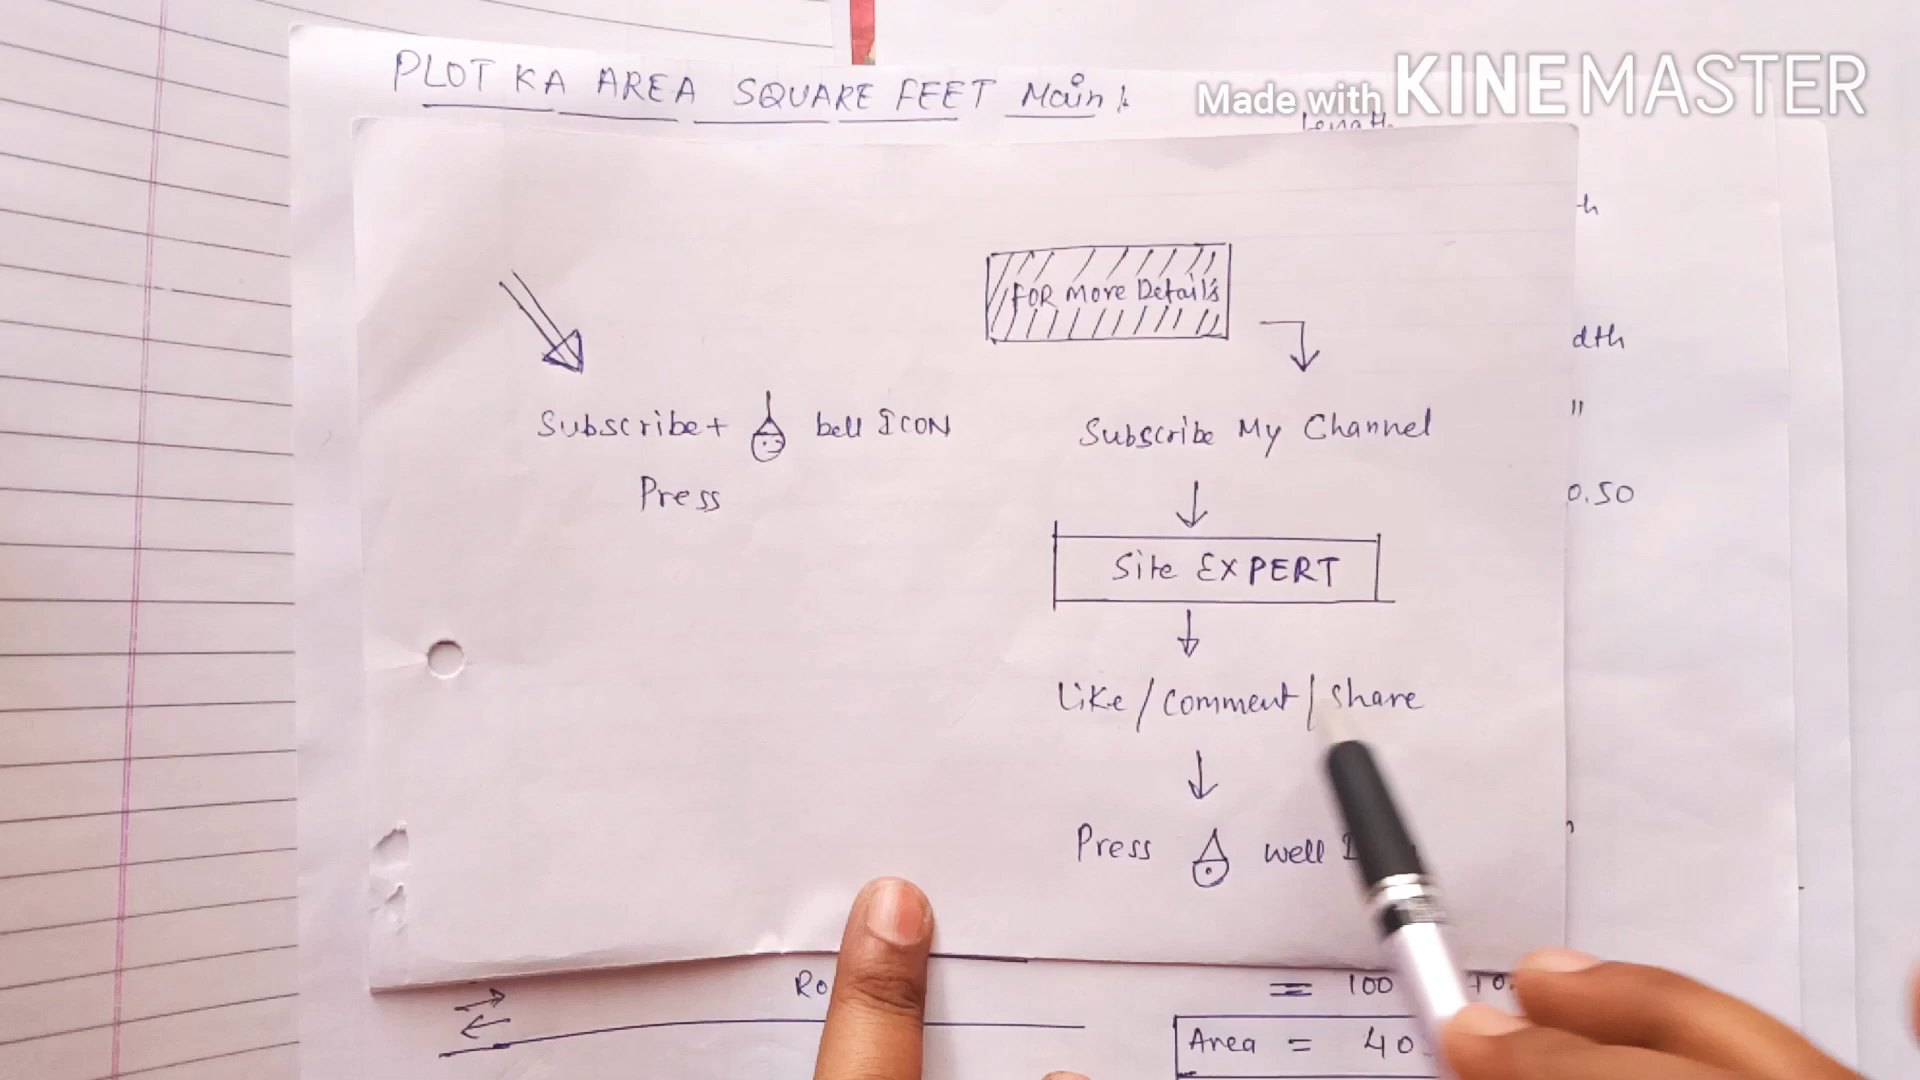 PLOT KA AREA SQUARE FEET Main :-
Made with KINEMASTER
Length
FOR More Details
Subscribe + bell ICON
Press
Subscribe My Channel
Site EXPERT
Like / Comment / Share
Press well
dth
"
0.50
= 100
Area = 40